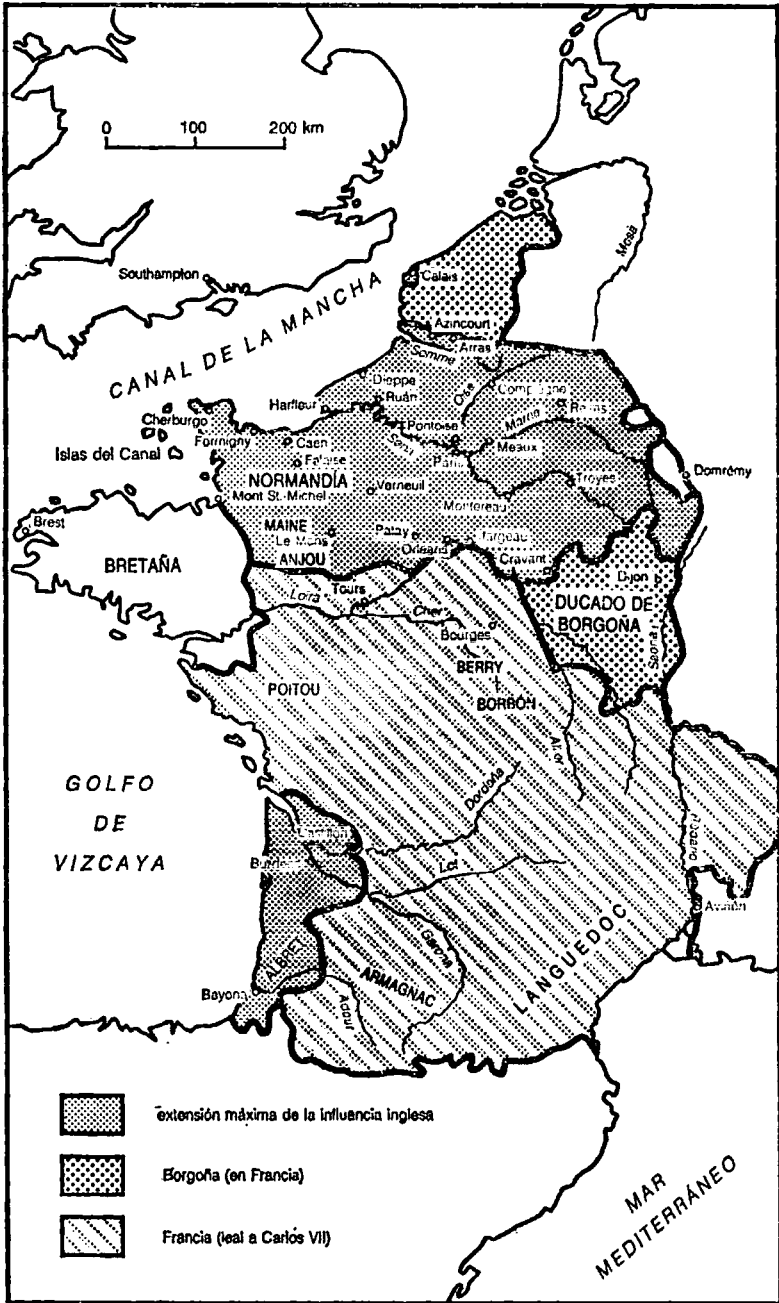 0 100 200 km
Mosa
Southampton
CANAL DE LA MANCHA
Calais
Azincourt
Arras
Somme
Dieppe
Ruán
Oise
Compiègne
Reims
Harfleur
Cherburgo
Formigny
Pontoise
Marne
Islas del Canal
Caen
Sena
París
Meaux
Falaise
Domrémy
NORMANDÍA
Verneuil
Troyes
Mont St-Michel
Montereau
Brest
MAINE
Le Mans
Patay
Jargeau
BRETAÑA
ANJOU
Orleans
Cravant
Dijon
Loira
Tours
Cher
DUCADO DE
BORGOÑA
Bourges
Saona
BERRY
POITOU
BORBÓN
Allier
GOLFO
DE
VIZCAYA
Dordoña
Castillon
Burdeos
Lot
Ródano
Aviñón
Garona
ALBRET
LANGUEDOC
ARMAGNAC
Bayona
Adour
extensión máxima de la influencia inglesa
Borgoña (en Francia)
Francia (leal a Carlos VII)
MAR
MEDITERRÁNEO